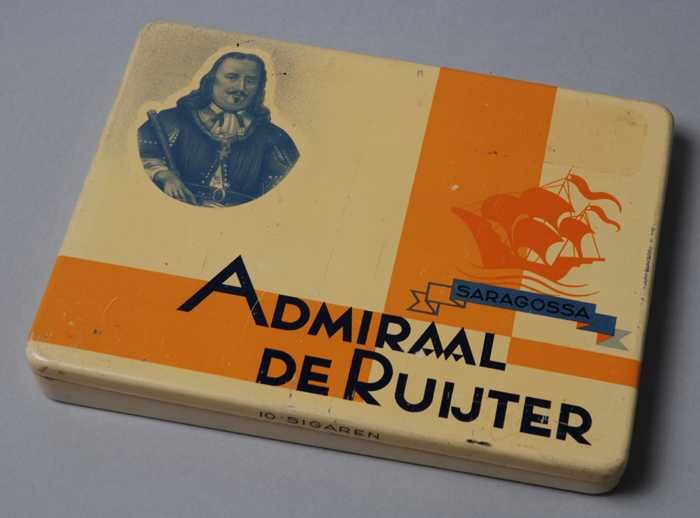 SARAGOSSA
ADMIRAAL
DE RUIJTER
10 SIGAREN